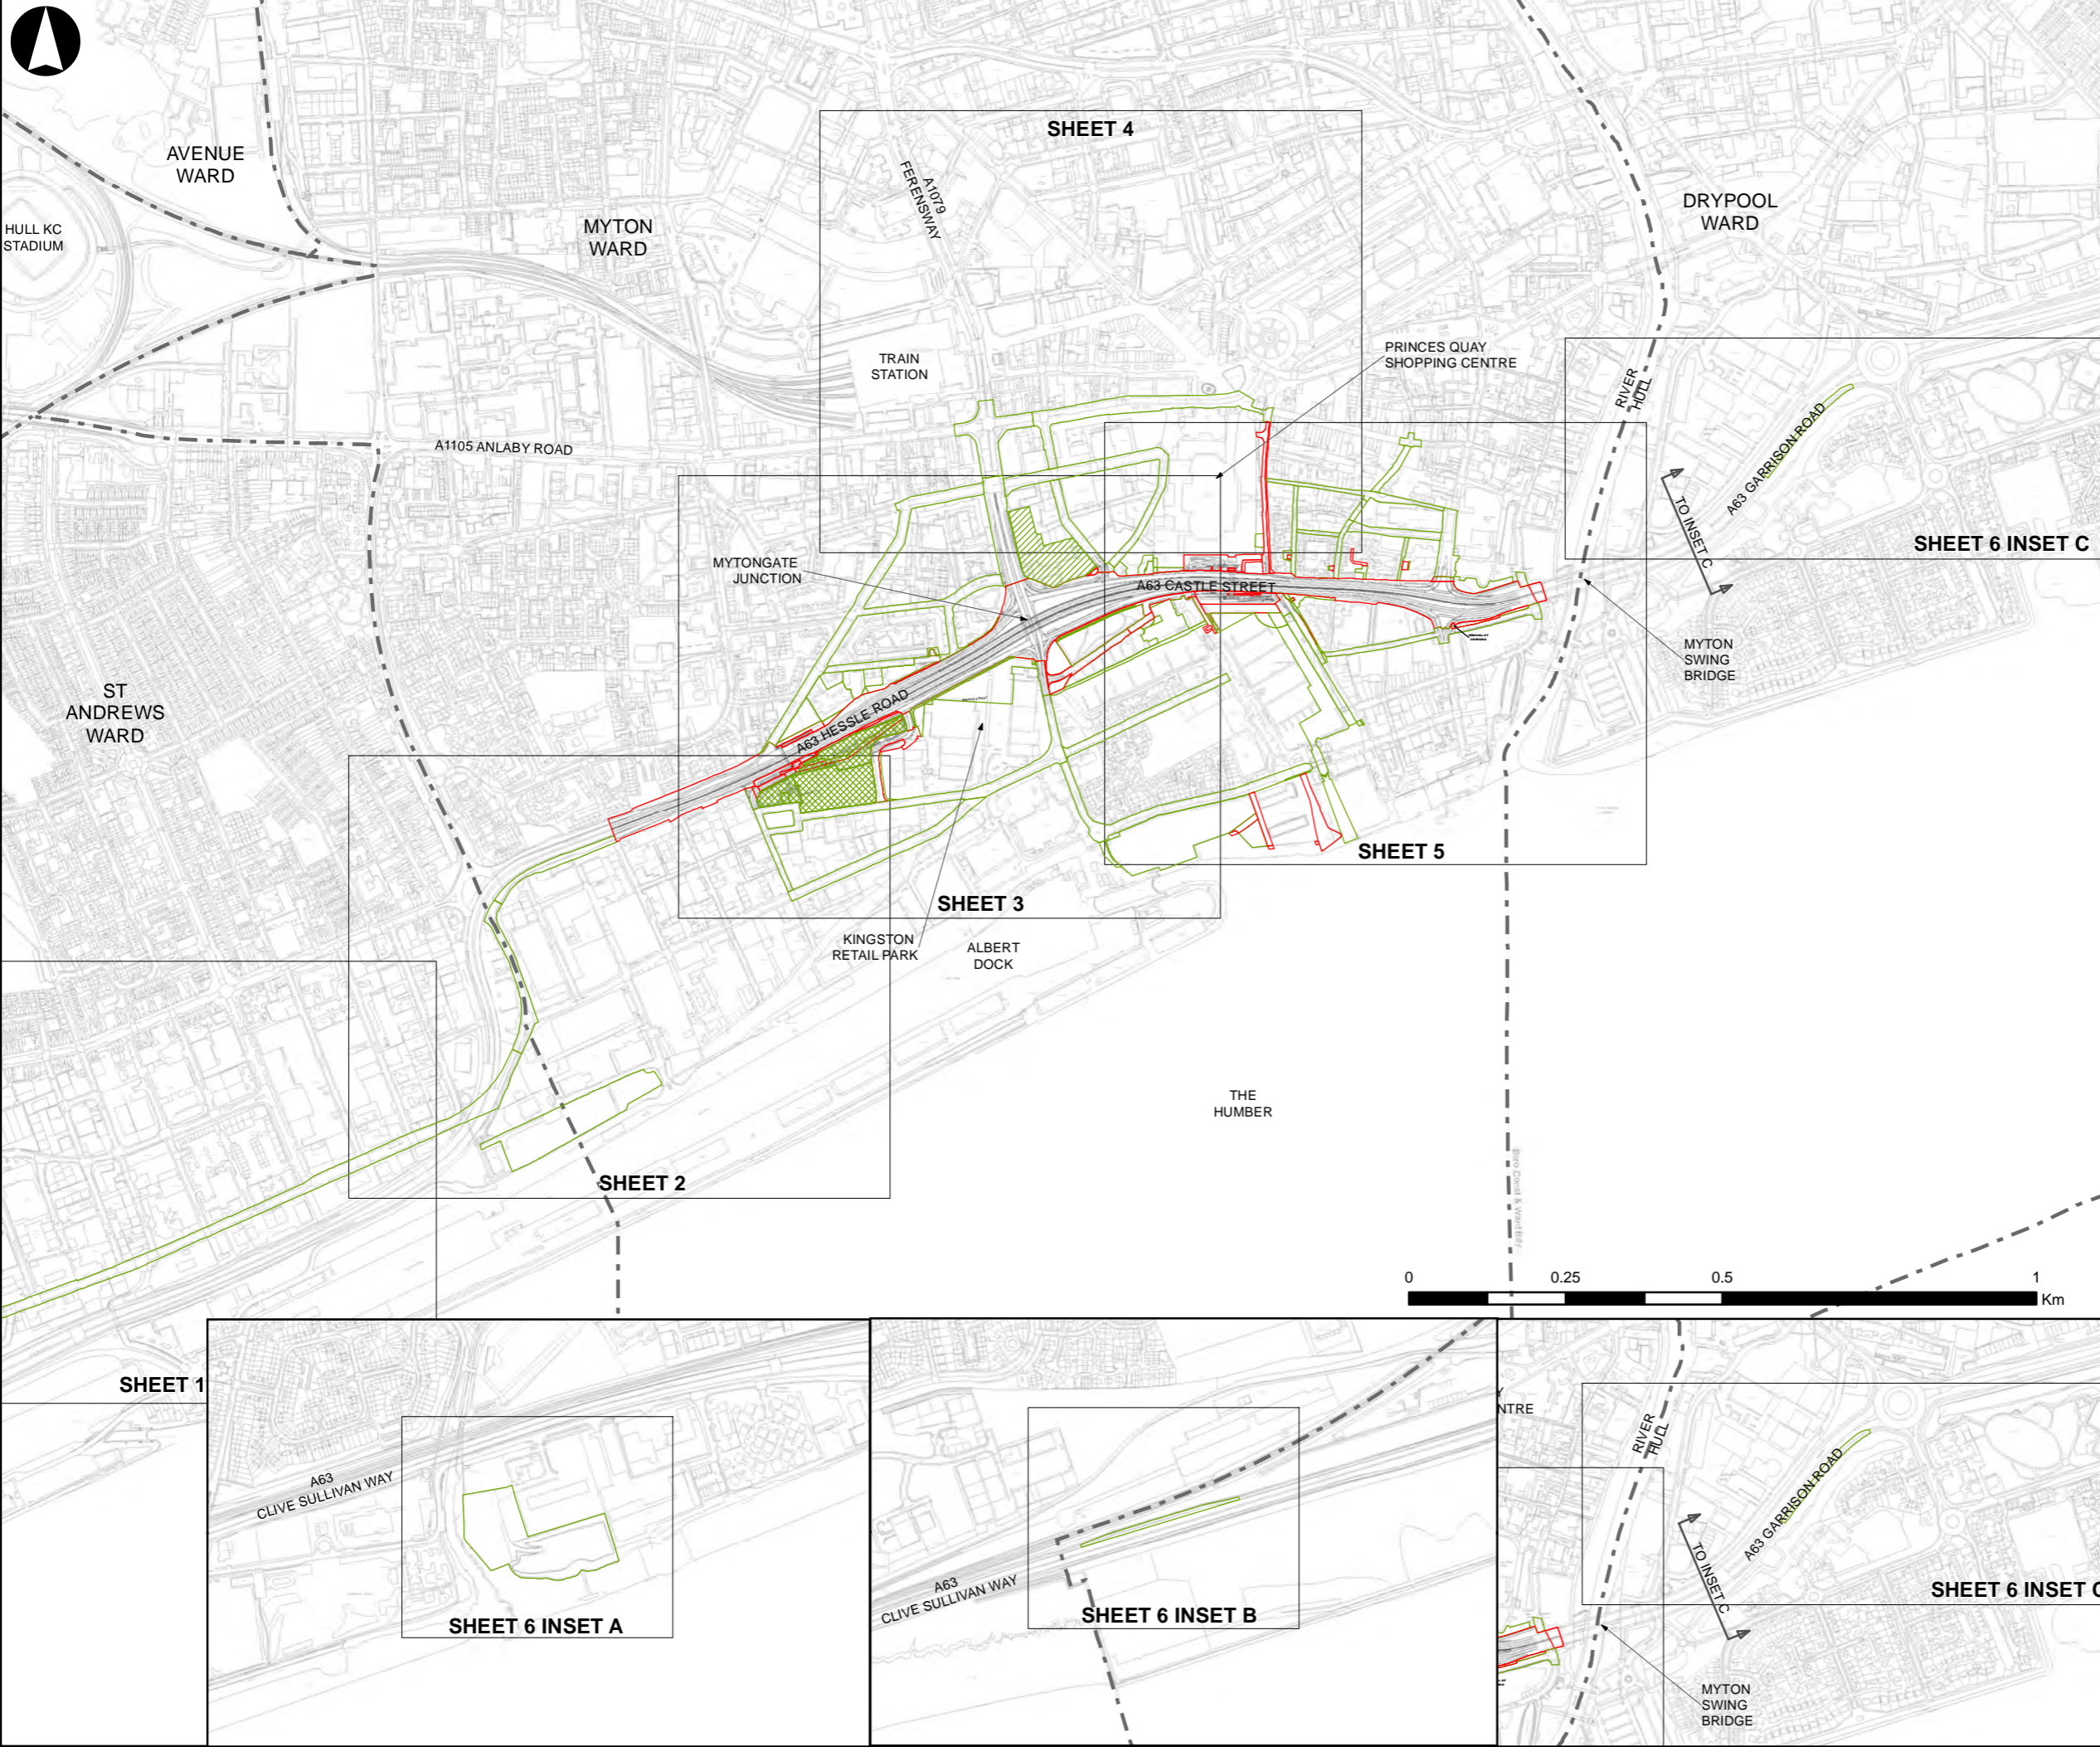 SHEET 4
AVENUE
WARD
A1079
FERENSWAY
DRYPOOL
WARD
HULL KC
STADIUM
MYTON
WARD
PRINCES QUAY
SHOPPING CENTRE
TRAIN
STATION
RIVER
HULL
A63 GARRISON ROAD
A1105 ANLABY ROAD
TO INSET C
SHEET 6 INSET C
MYTONGATE
JUNCTION
A63 CASTLE STREET
MYTON
SWING
BRIDGE
ST
ANDREWS
WARD
A63 HESSLE ROAD
SHEET 5
SHEET 3
KINGSTON
RETAIL PARK
ALBERT
DOCK
THE
HUMBER
SHEET 2
Boro Const & Ward Bdy
0 0.25 0.5 1
Km
SHEET 1
A63
CLIVE SULLIVAN WAY
SHEET 6 INSET A
A63
CLIVE SULLIVAN WAY
SHEET 6 INSET B
Y
NTRE
RIVER
HULL
A63 GARRISON ROAD
TO INSET C
SHEET 6 INSET C
MYTON
SWING
BRIDGE